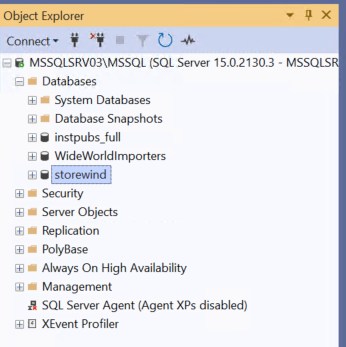 Object Explorer
Connect
MSSQLSRV03\MSSQL (SQL Server 15.0.2130.3 - MSSQLSR
Databases
System Databases
Database Snapshots
instpubs_full
WideWorldImporters
storewind
Security
Server Objects
Replication
PolyBase
Always On High Availability
Management
SQL Server Agent (Agent XPs disabled)
XEvent Profiler